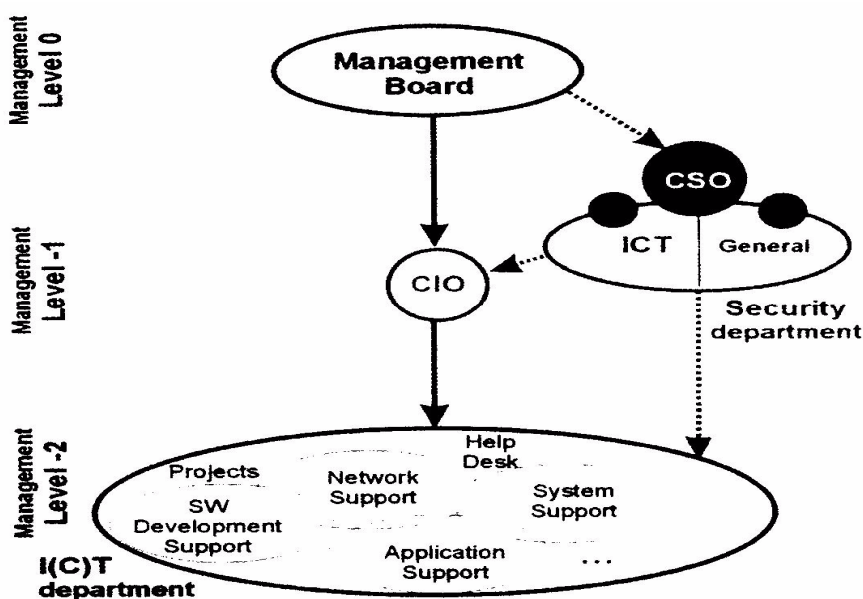 Management
Level 0
Management
Board
CSO
ICT
General
Management
Level -1
CIO
Security
department
Management
Level -2
Help
Desk
Projects
Network
Support
System
Support
SW
Development
Support
Application
Support
...
I(C)T
department